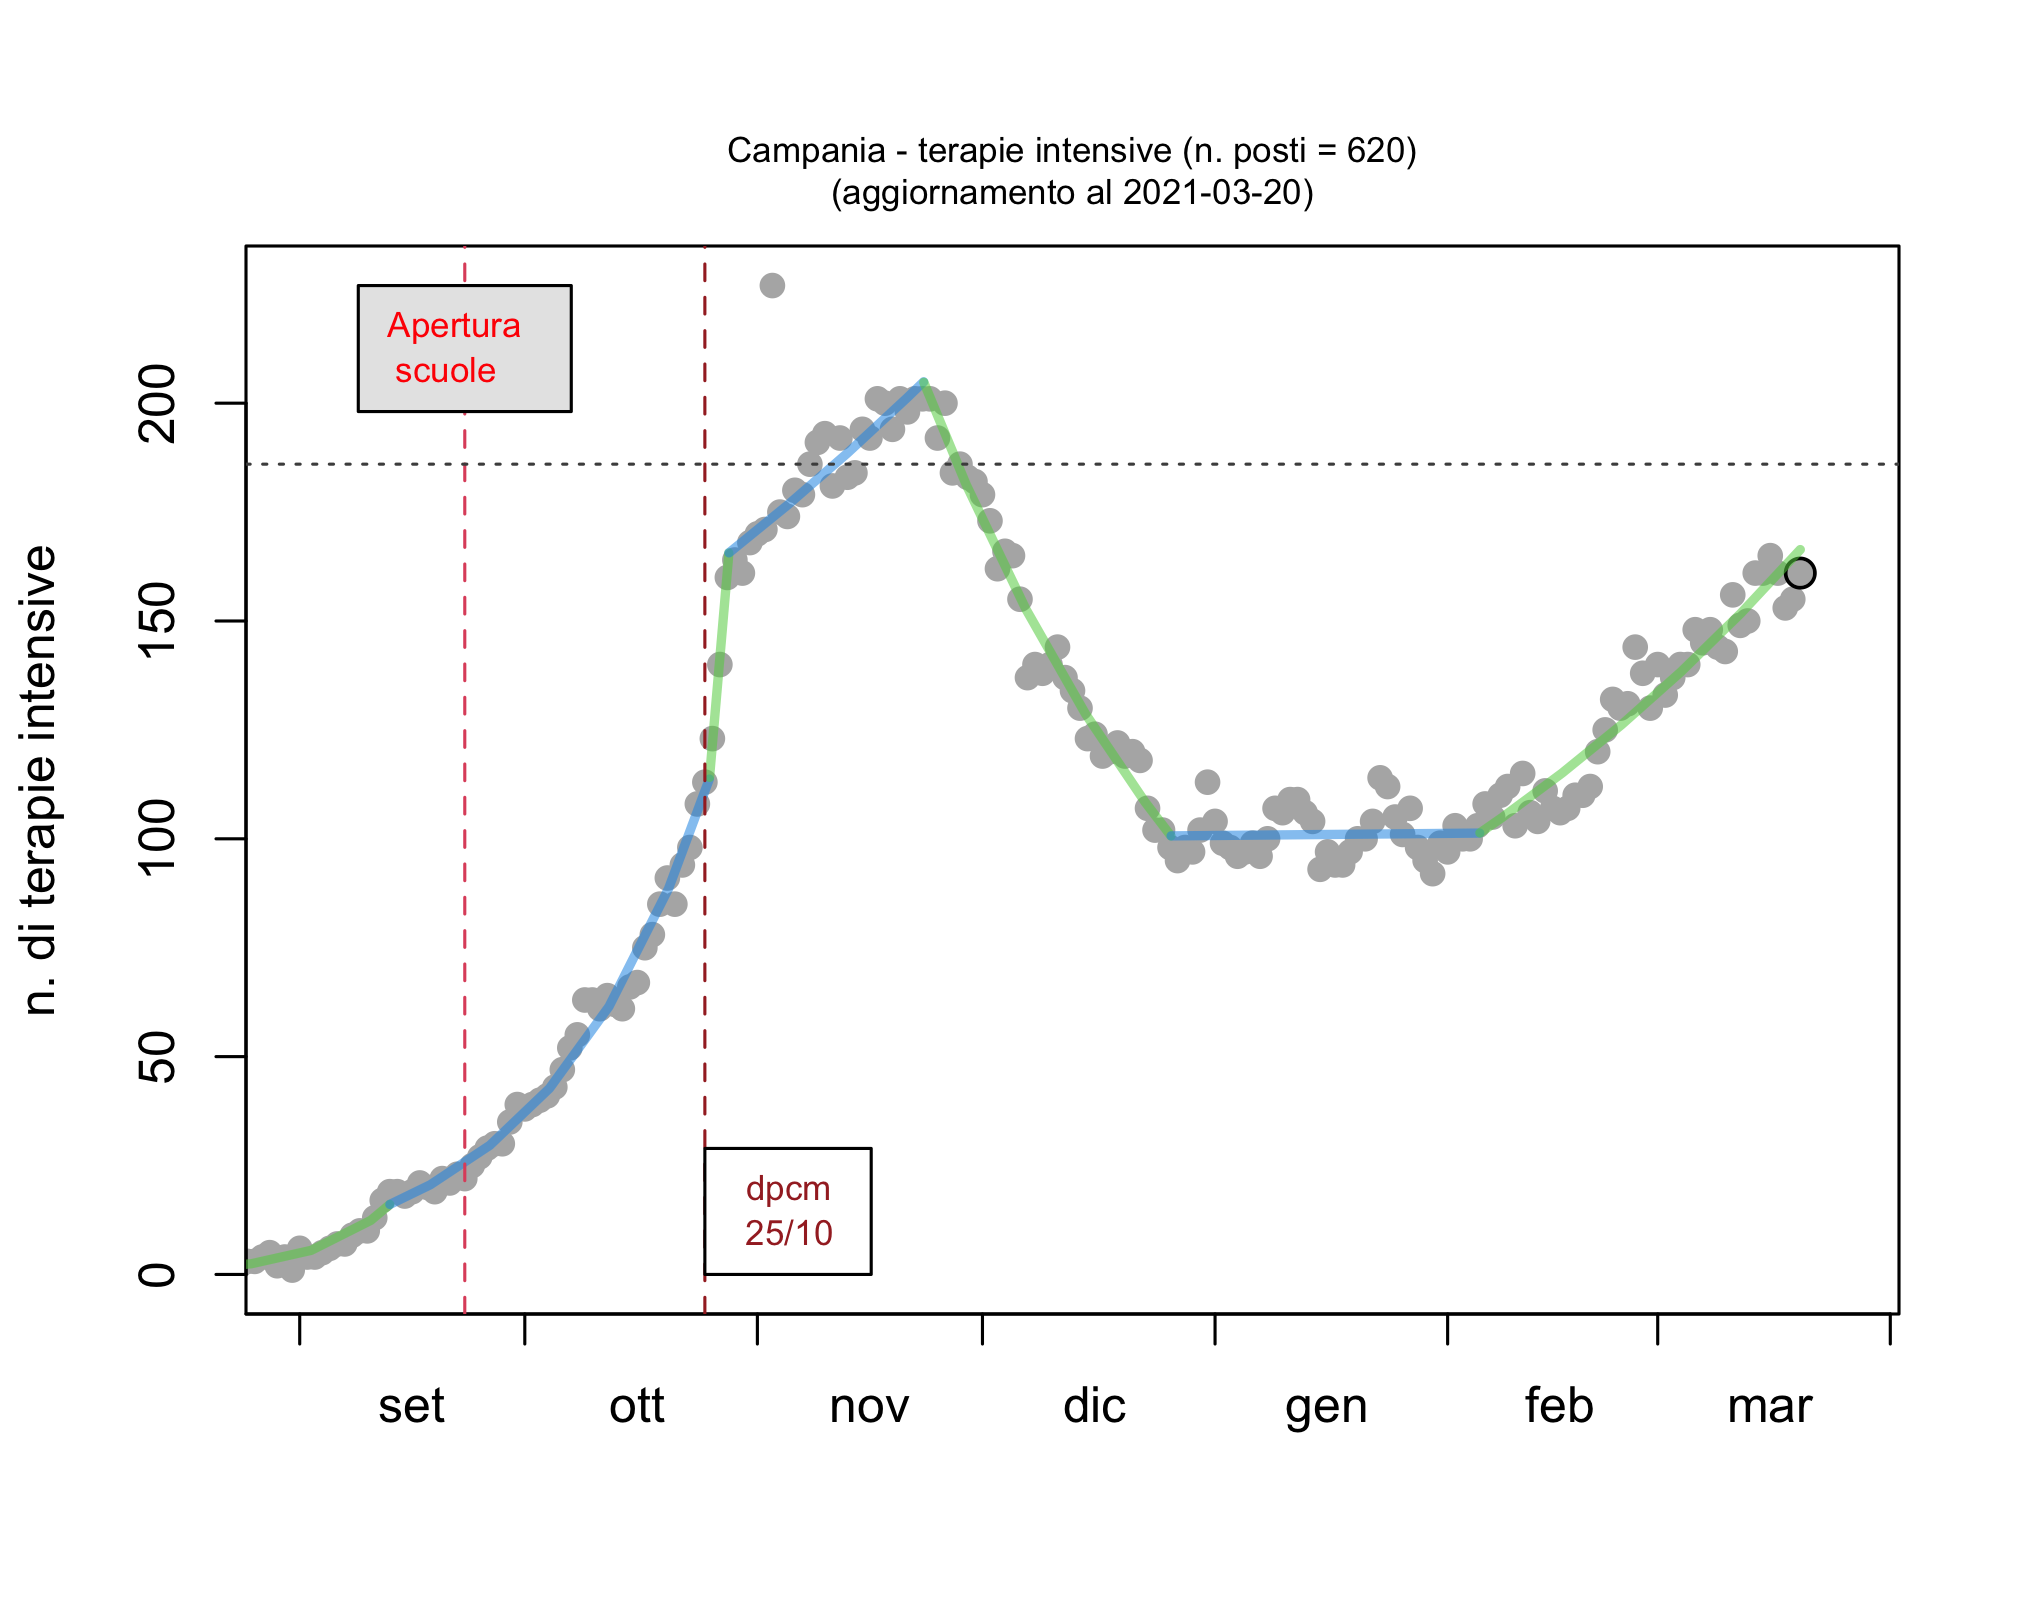 Campania - terapie intensive (n. posti = 620)
(aggiornamento al 2021-03-20)
Apertura
scuole
dpcm
25/10
n. di terapie intensive
200
150
100
50
0
set ott nov dic gen feb mar